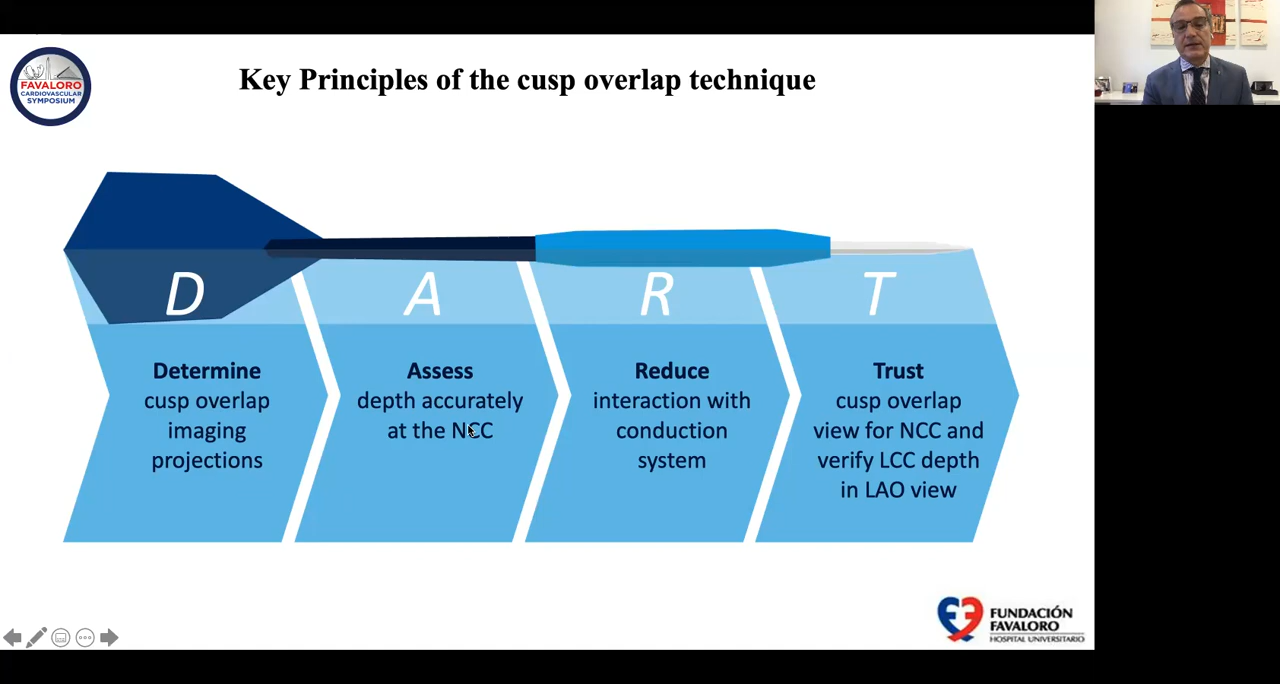 FAVALORO
CARDIOVASCULAR
SYMPOSIUM
Key Principles of the cusp overlap technique
D
A
R
T
Determine
cusp overlap
imaging
projections
Assess
depth accurately
at the NCC
Reduce
interaction with
conduction
system
Trust
cusp overlap
view for NCC and
verify LCC depth
in LAO view
FUNDACIÓN
FAVALORO
HOSPITAL UNIVERSITARIO